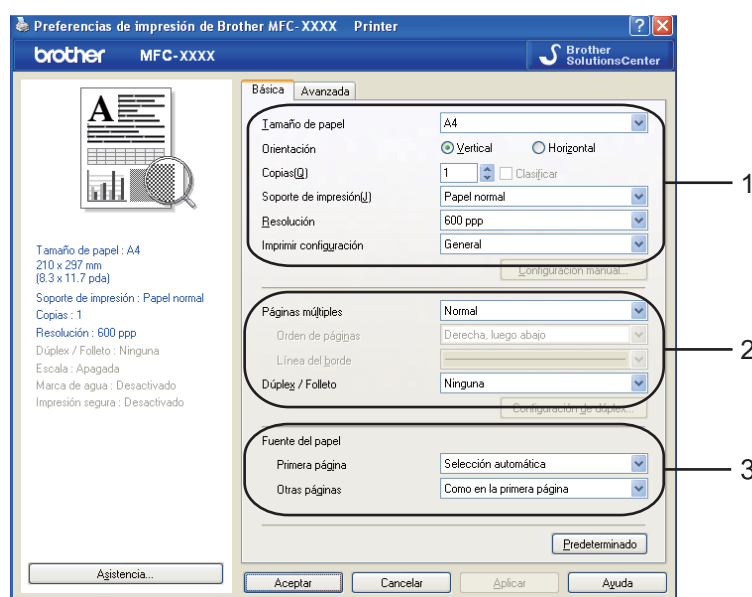 Preferencias de impresión de Brother MFC-XXXX Printer
brother MFC-XXXX
Brother
SolutionsCenter
Básica Avanzada
A
Tamaño de papel A4
Orientación Vertical Horizontal
Copias(Q) 1 Clasificar
Soporte de impresión(J) Papel normal
Resolución 600 ppp
Imprimir configuración General
Configuración manual...
1
Tamaño de papel : A4
210 x 297 mm
(8.3 x 11.7 pda)
Soporte de impresión : Papel normal
Copias : 1
Resolución : 600 ppp
Dúplex / Folleto : Ninguna
Escala : Apagada
Marca de agua : Desactivado
Impresión segura : Desactivado
Páginas múltiples Normal
Orden de páginas Derecha, luego abajo
Línea del borde
Dúplex / Folleto Ninguna
Configuración de dúplex...
2
Fuente del papel
Primera página Selección automática
Otras páginas Como en la primera página
3
Predeterminado
Asistencia...
Aceptar Cancelar Aplicar Ayuda